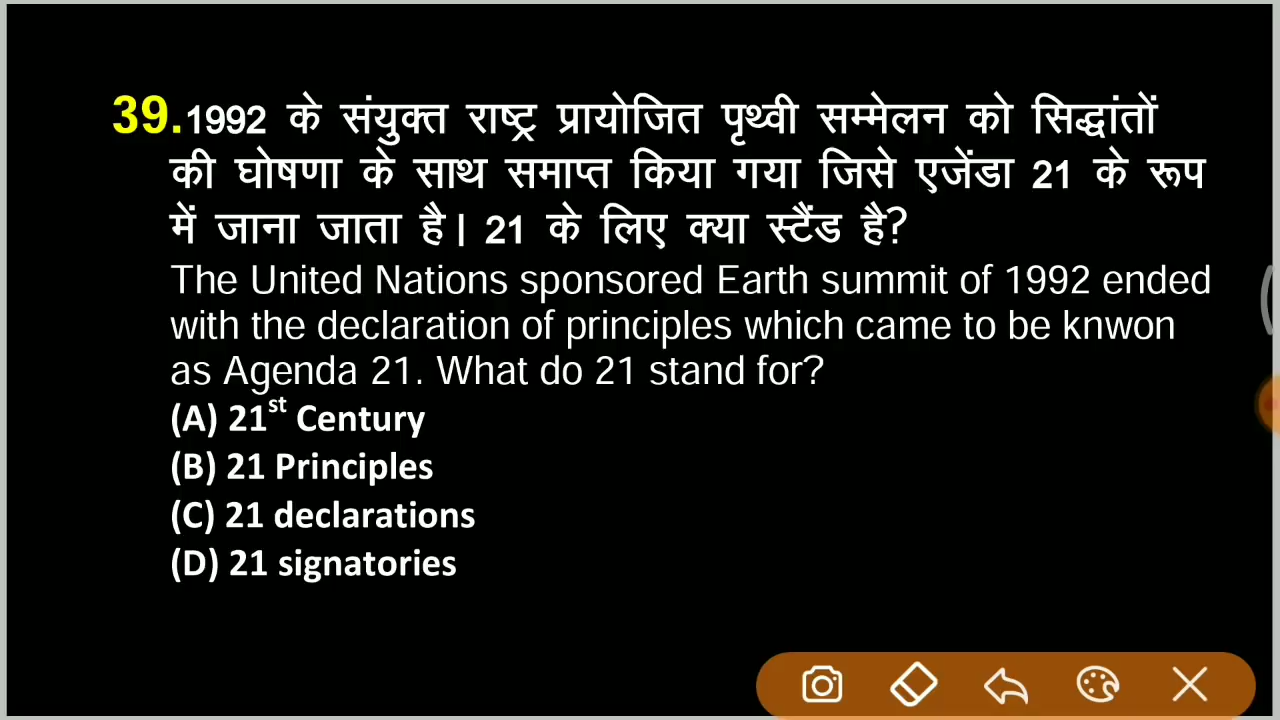 39.1992 के संयुक्त राष्ट्र प्रायोजित पृथ्वी सम्मेलन को सिद्धांतों
की घोषणा के साथ समाप्त किया गया जिसे एजेंडा 21 के रूप
में जाना जाता है। 21 के लिए क्या स्टैंड है?
The United Nations sponsored Earth summit of 1992 ended
with the declaration of principles which came to be knwon
as Agenda 21. What do 21 stand for?
(A) 21st Century
(B) 21 Principles
(C) 21 declarations
(D) 21 signatories